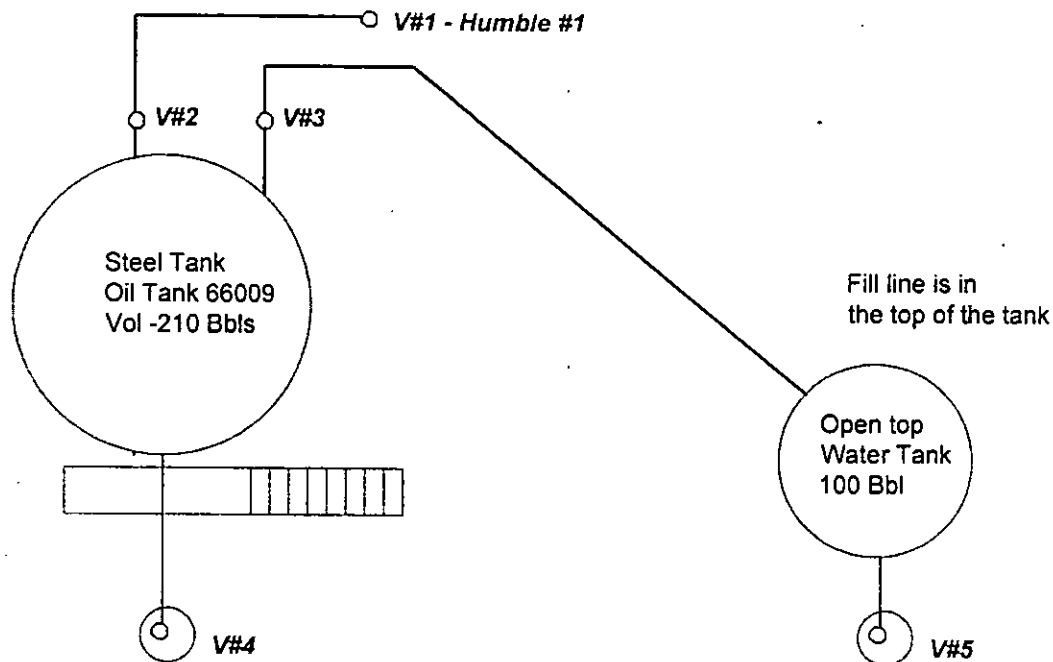 V#1 - Humble #1
V#2
V#3
Steel Tank
Oil Tank 66009
Vol -210 Bbls
Fill line is in
the top of the tank
Open top
Water Tank
100 Bbl
V#4
V#5